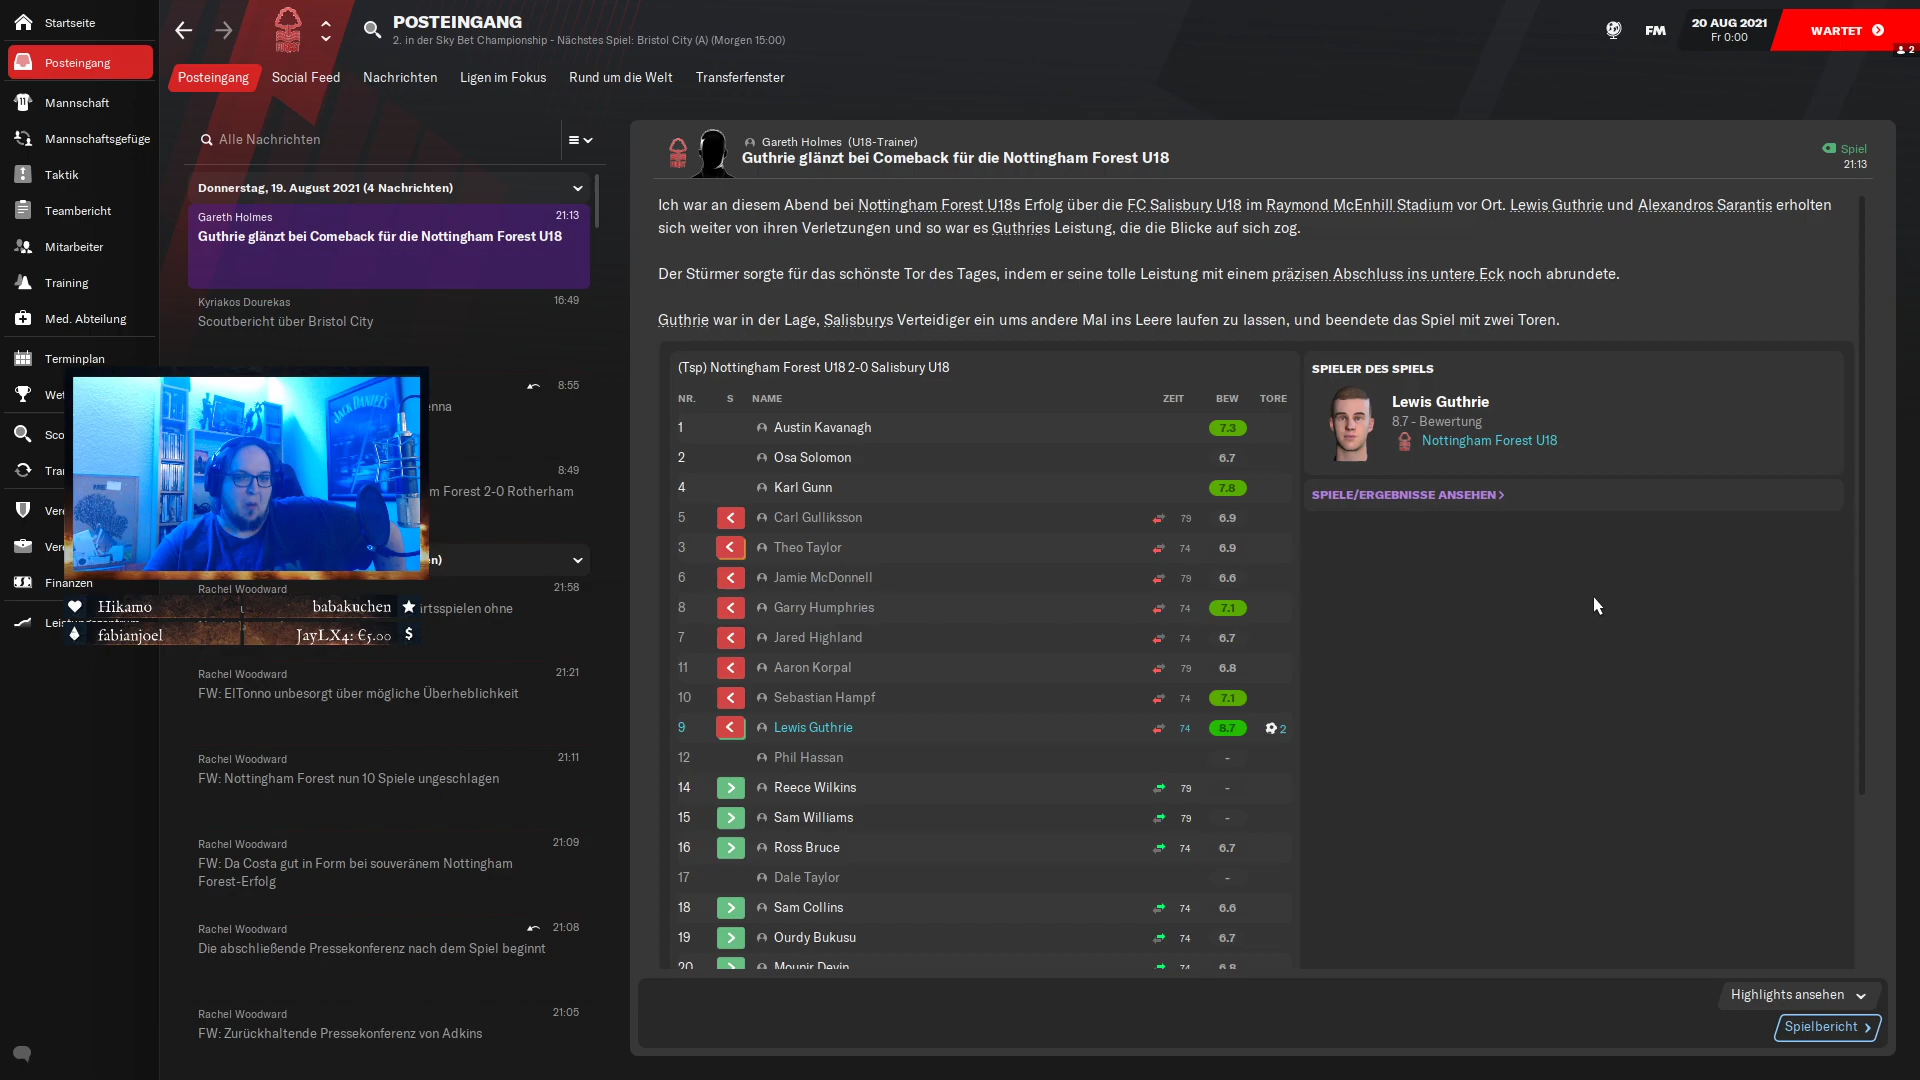 Startseite
Posteingang
Mannschaft
Mannschaftsgefüge
Taktik
Teambericht
Mitarbeiter
Training
Med. Abteilung
Terminplan
Finanzen
POSTEINGANG
2. in der Sky Bet Championship - Nächstes Spiel: Bristol City (A) (Morgen 15:00)
FM
20 AUG 2021
Fr 0:00
WARTET
2
Posteingang Social Feed Nachrichten Ligen im Fokus Rund um die Welt Transferfenster
Alle Nachrichten
Donnerstag, 19. August 2021 (4 Nachrichten)
Gareth Holmes 21:13
Guthrie glänzt bei Comeback für die Nottingham Forest U18
Kyriakos Dourekas 16:49
Scoutbericht über Bristol City
8:55
8:49
m Forest 2-0 Rotherham
Rachel Woodward 21:58
Hikamo babakuchen
fabianjoel JayLX4: €5.00 $
Rachel Woodward 21:21
FW: ElTonno unbesorgt über mögliche Überheblichkeit
Rachel Woodward 21:11
FW: Nottingham Forest nun 10 Spiele ungeschlagen
Rachel Woodward 21:09
FW: Da Costa gut in Form bei souveränem Nottingham
Forest-Erfolg
Rachel Woodward 21:08
Die abschließende Pressekonferenz nach dem Spiel beginnt
Rachel Woodward 21:05
FW: Zurückhaltende Pressekonferenz von Adkins
Gareth Holmes (U18-Trainer)
Guthrie glänzt bei Comeback für die Nottingham Forest U18
Spiel
21:13
Ich war an diesem Abend bei Nottingham Forest U18s Erfolg über die FC Salisbury U18 im Raymond McEnhill Stadium vor Ort. Lewis Guthrie und Alexandros Sarantis erholten
sich weiter von ihren Verletzungen und so war es Guthries Leistung, die die Blicke auf sich zog.
Der Stürmer sorgte für das schönste Tor des Tages, indem er seine tolle Leistung mit einem präzisen Abschluss ins untere Eck noch abrundete.
Guthrie war in der Lage, Salisburys Verteidiger ein ums andere Mal ins Leere laufen zu lassen, und beendete das Spiel mit zwei Toren.
(Tsp) Nottingham Forest U18 2-0 Salisbury U18
NR. S NAME ZEIT BEW TORE
1 Austin Kavanagh 7.3
2 Osa Solomon 6.7
4 Karl Gunn 7.8
5 Carl Gulliksson 79 6.9
3 Theo Taylor 74 6.9
6 Jamie McDonnell 79 6.6
8 Garry Humphries 74 7.1
7 Jared Highland 74 6.7
11 Aaron Korpal 79 6.8
10 Sebastian Hampf 74 7.1
9 Lewis Guthrie 74 8.7 2
12 Phil Hassan -
14 Reece Wilkins 79 -
15 Sam Williams 79 -
16 Ross Bruce 74 6.7
17 Dale Taylor -
18 Sam Collins 74 6.6
19 Ourdy Bukusu 74 6.7
20 Mounir Devin 74 6.8
SPIELER DES SPIELS
Lewis Guthrie
8.7 - Bewertung
Nottingham Forest U18
SPIELE/ERGEBNISSE ANSEHEN >
Highlights ansehen
Spielbericht >